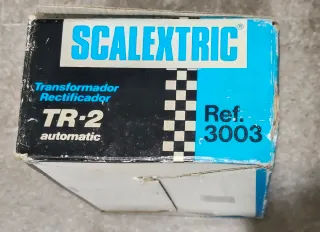 SCALEXTRIC®
Transformador
Rectificador
TR-2
automatic
Ref.
3003